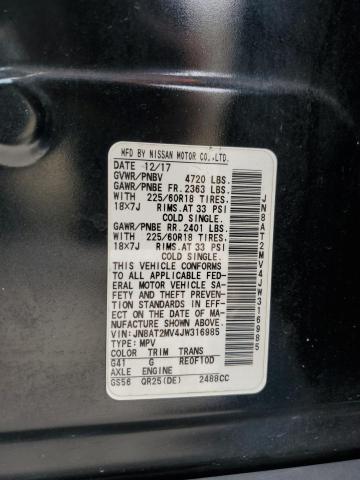 MFD BY NISSAN MOTOR CO.,LTD.
DATE 12/17
GVWR/PNBV 4720 LBS.
GAWR/PNBE FR. 2363 LBS.
WITH 225/60R18 TIRES.
18X7J RIMS. AT 33 PSI
COLD SINGLE.
GAWR/PNBE RR. 2401 LBS.
WITH 225/60R18 TIRES.
18X7J RIMS. AT 33 PSI
COLD SINGLE.
THIS VEHICLE CONFORMS
TO ALL APPLICABLE FED-
ERAL MOTOR VEHICLE SA-
FETY AND THEFT PREVEN-
TION STANDARDS IN EFF-
ECT ON THE DATE OF MA-
NUFACTURE SHOWN ABOVE.
VIN:JN8AT2MV4JW316985
TYPE:MPV
COLOR TRIM TRANS
G41 G RE0F10D
AXLE ENGINE
GS56 QR25(DE) 2488CC
JN8AT2MV4JW316985